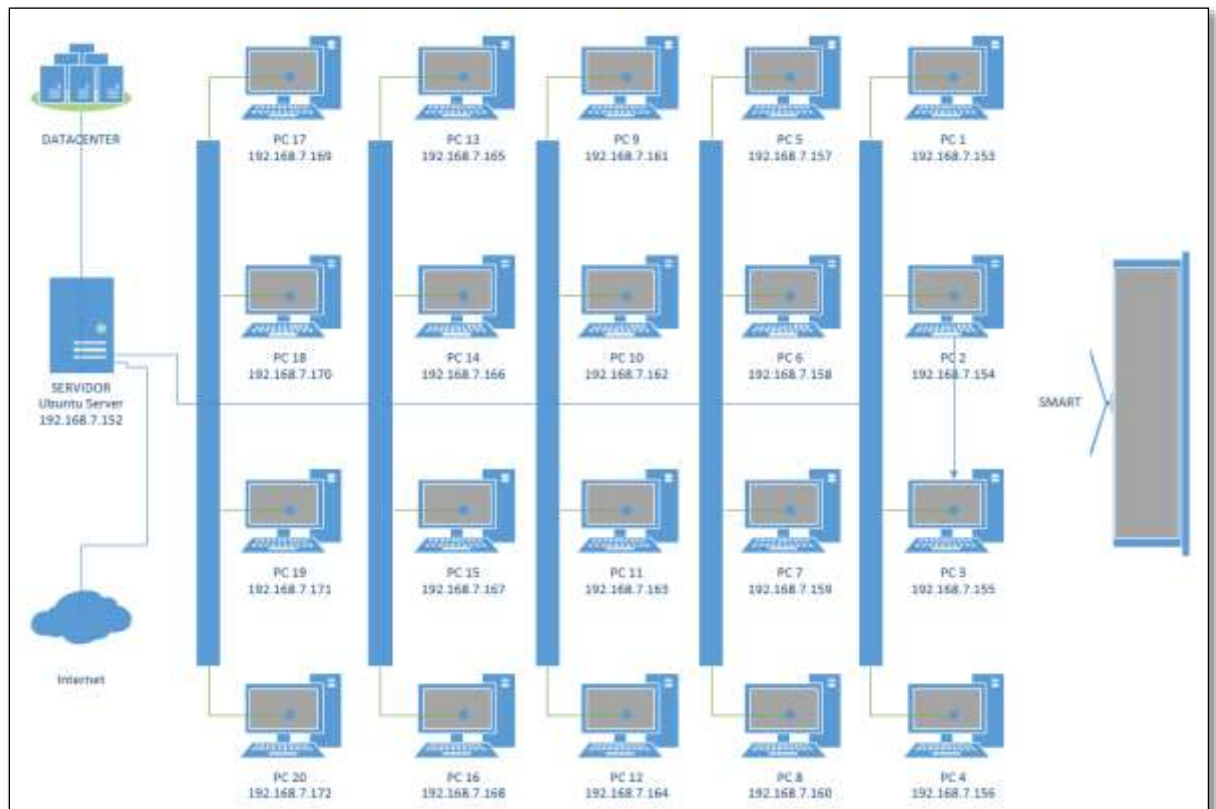 DATACENTER
PC 17
192.168.7.169
PC 13
192.168.7.165
PC 9
192.168.7.161
PC 5
192.168.7.157
PC 1
192.168.7.153
SERVIDOR
Ubuntu Server
192.168.7.152
PC 18
192.168.7.170
PC 14
192.168.7.166
PC 10
192.168.7.162
PC 6
192.168.7.158
PC 2
192.168.7.154
SMART
PC 19
192.168.7.171
PC 15
192.168.7.167
PC 11
192.168.7.163
PC 7
192.168.7.159
PC 3
192.168.7.155
Internet
PC 20
192.168.7.172
PC 16
192.168.7.168
PC 12
192.168.7.164
PC 8
192.168.7.160
PC 4
192.168.7.156